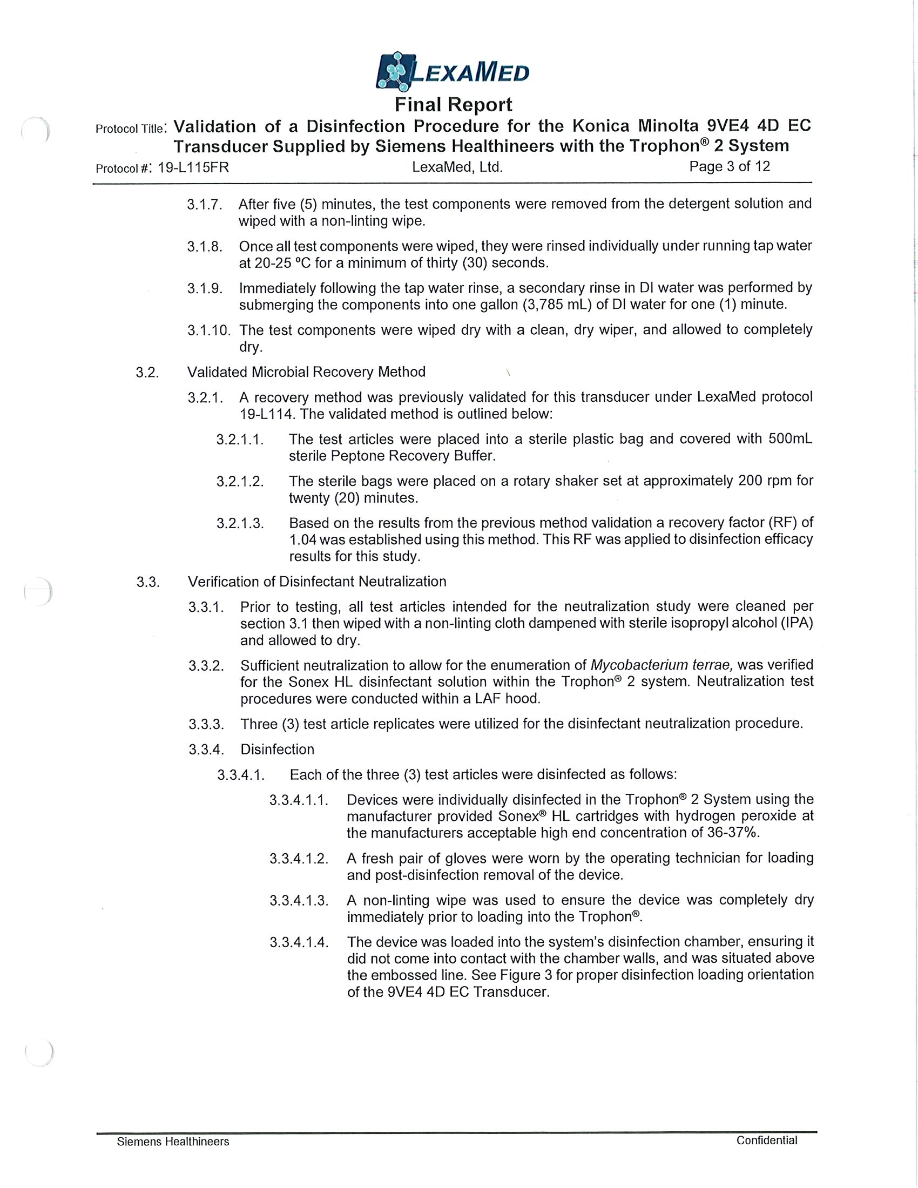 LEXAMED
Final Report
Protocol Title: Validation of a Disinfection Procedure for the Konica Minolta 9VE4 4D EC
Transducer Supplied by Siemens Healthineers with the Trophon® 2 System
Protocol #: 19-L115FR LexaMed, Ltd. Page 3 of 12
3.1.7. After five (5) minutes, the test components were removed from the detergent solution and
wiped with a non-linting wipe.
3.1.8. Once all test components were wiped, they were rinsed individually under running tap water
at 20-25 ºC for a minimum of thirty (30) seconds.
3.1.9. Immediately following the tap water rinse, a secondary rinse in DI water was performed by
submerging the components into one gallon (3,785 mL) of DI water for one (1) minute.
3.1.10. The test components were wiped dry with a clean, dry wiper, and allowed to completely
dry.
3.2. Validated Microbial Recovery Method
3.2.1. A recovery method was previously validated for this transducer under LexaMed protocol
19-L114. The validated method is outlined below:
3.2.1.1. The test articles were placed into a sterile plastic bag and covered with 500mL
sterile Peptone Recovery Buffer.
3.2.1.2. The sterile bags were placed on a rotary shaker set at approximately 200 rpm for
twenty (20) minutes.
3.2.1.3. Based on the results from the previous method validation a recovery factor (RF) of
1.04 was established using this method. This RF was applied to disinfection efficacy
results for this study.
3.3. Verification of Disinfectant Neutralization
3.3.1. Prior to testing, all test articles intended for the neutralization study were cleaned per
section 3.1 then wiped with a non-linting cloth dampened with sterile isopropyl alcohol (IPA)
and allowed to dry.
3.3.2. Sufficient neutralization to allow for the enumeration of Mycobacterium terrae, was verified
for the Sonex HL disinfectant solution within the Trophon® 2 system. Neutralization test
procedures were conducted within a LAF hood.
3.3.3. Three (3) test article replicates were utilized for the disinfectant neutralization procedure.
3.3.4. Disinfection
3.3.4.1. Each of the three (3) test articles were disinfected as follows:
3.3.4.1.1. Devices were individually disinfected in the Trophon® 2 System using the
manufacturer provided Sonex® HL cartridges with hydrogen peroxide at
the manufacturers acceptable high end concentration of 36-37%.
3.3.4.1.2. A fresh pair of gloves were worn by the operating technician for loading
and post-disinfection removal of the device.
3.3.4.1.3. A non-linting wipe was used to ensure the device was completely dry
immediately prior to loading into the Trophon®.
3.3.4.1.4. The device was loaded into the system's disinfection chamber, ensuring it
did not come into contact with the chamber walls, and was situated above
the embossed line. See Figure 3 for proper disinfection loading orientation
of the 9VE4 4D EC Transducer.
Siemens Healthineers Confidential